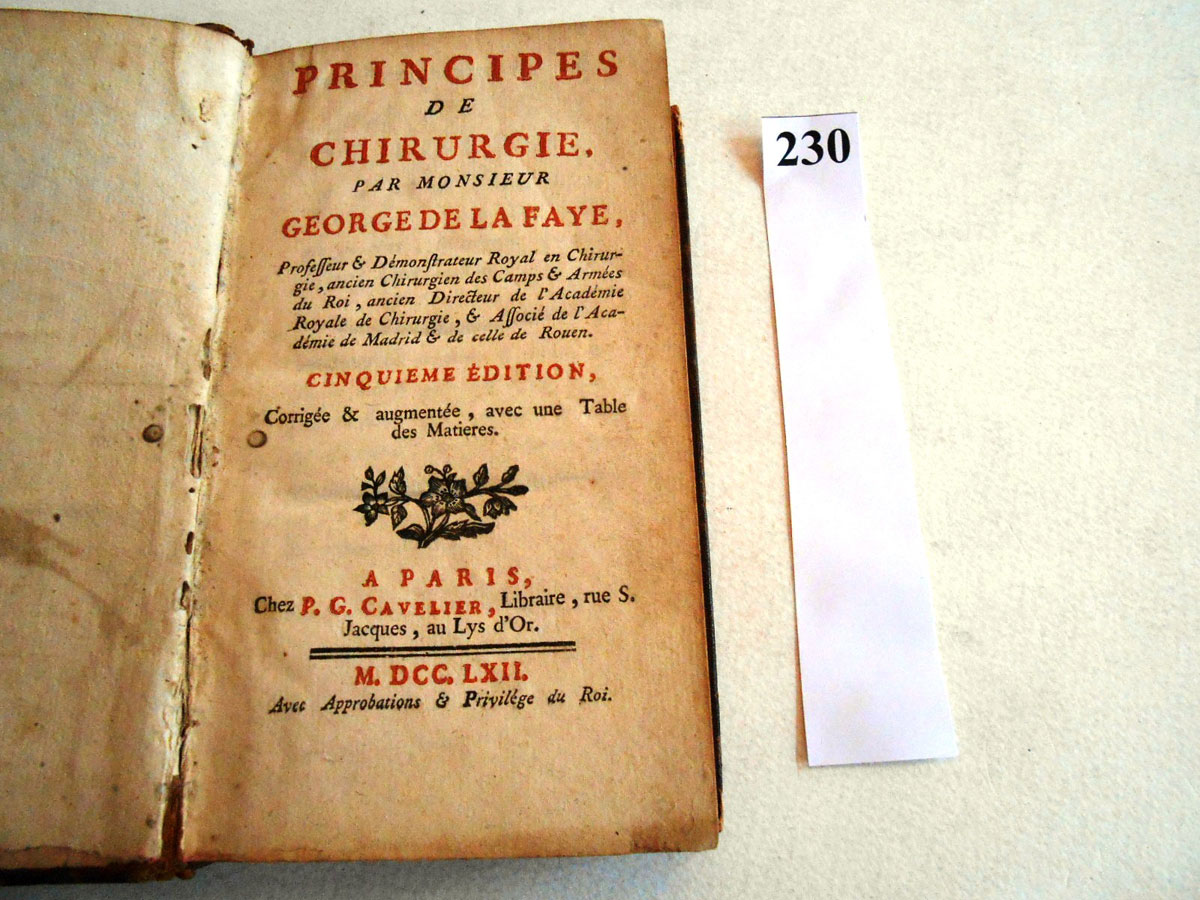 PRINCIPES
DE
CHIRURGIE,
PAR MONSIEUR
GEORGE DE LA FAYE,
Profeſſeur & Démonſtrateur Royal en Chirur-
gie, ancien Chirurgien des Camps & Armées
du Roi, ancien Directeur de l'Académie
Royale de Chirurgie, & Aſſocié de l'Aca-
démie de Madrid & de celle de Rouen.
CINQUIEME ÉDITION,
Corrigée & augmentée, avec une Table
des Matieres.
A PARIS,
Chez P. G. CAVELIER, Libraire, rue S.
Jacques, au Lys d'Or.
M. DCC. LXII.
Avec Approbations & Privilége du Roi.
230